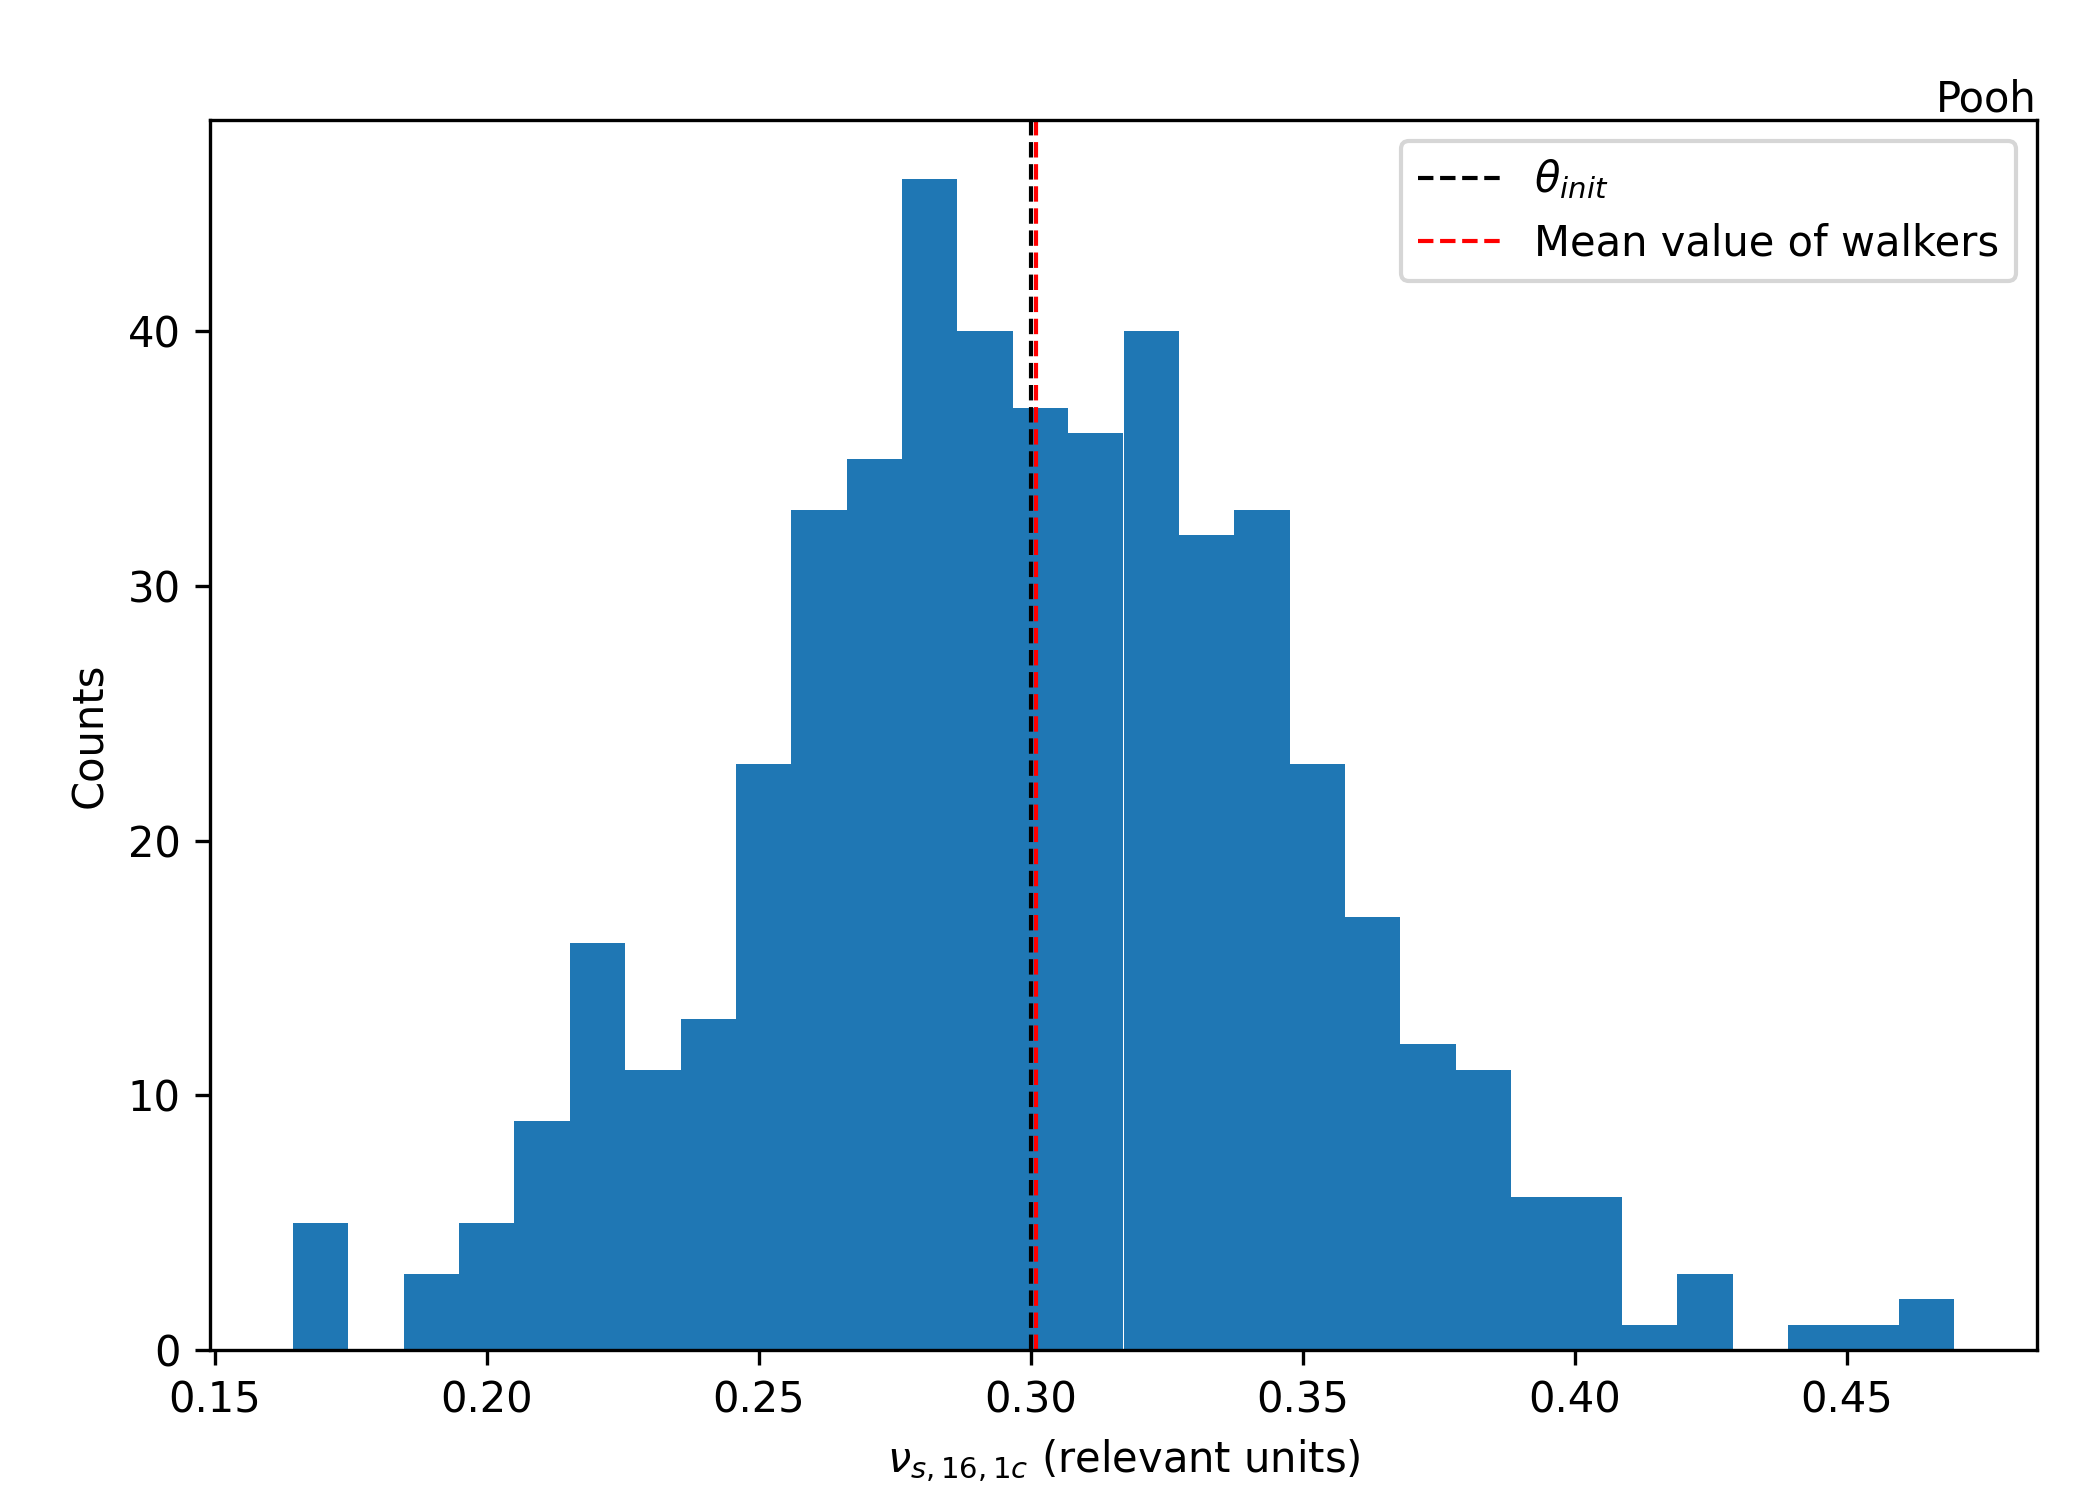 Pooh
θinit
Mean value of walkers
40
30
20
10
0
Counts
0.15 0.20 0.25 0.30 0.35 0.40 0.45
νs,16,1c (relevant units)